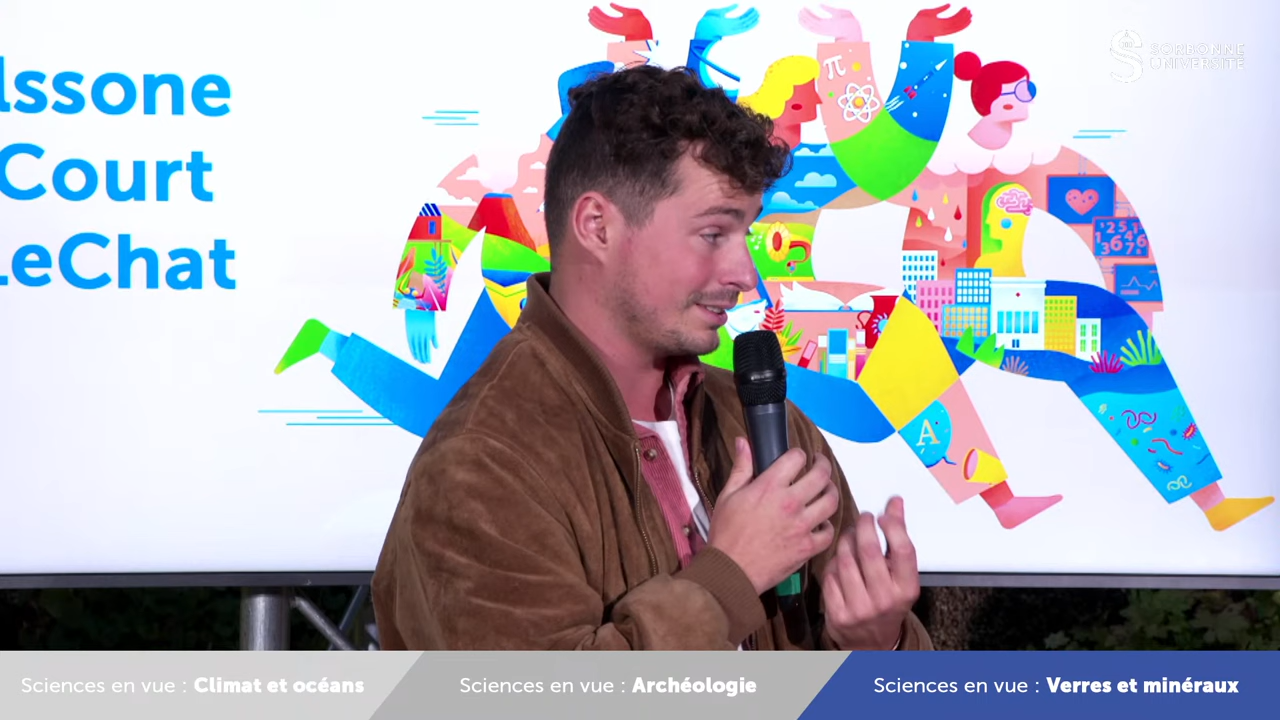 lssone
Court
LeChat
SORBONNE
UNIVERSITÉ
π
A
Sciences en vue : Climat et océans
Sciences en vue : Archéologie
Sciences en vue : Verres et minéraux